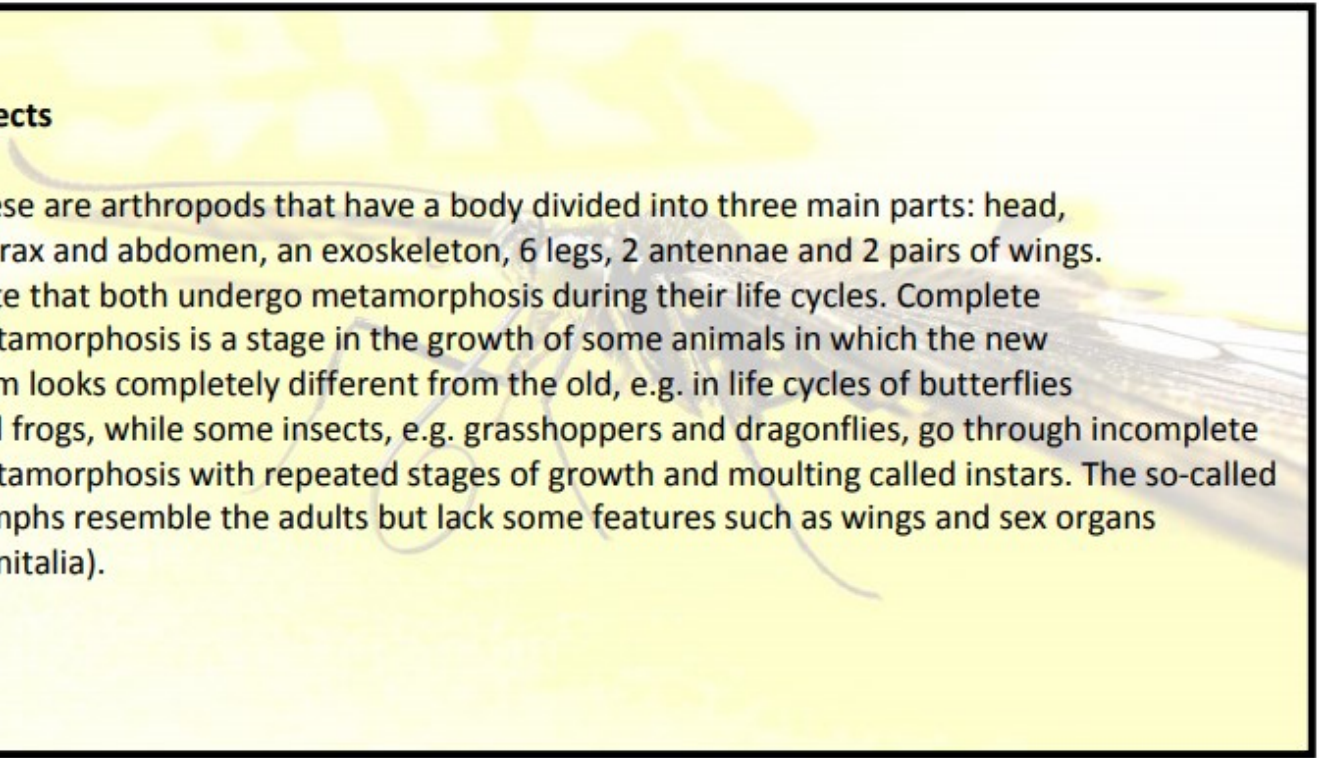 ects
ese are arthropods that have a body divided into three main parts: head,
rax and abdomen, an exoskeleton, 6 legs, 2 antennae and 2 pairs of wings.
te that both undergo metamorphosis during their life cycles. Complete
tamorphosis is a stage in the growth of some animals in which the new
m looks completely different from the old, e.g. in life cycles of butterflies
l frogs, while some insects, e.g. grasshoppers and dragonflies, go through incomplete
tamorphosis with repeated stages of growth and moulting called instars. The so-called
mphs resemble the adults but lack some features such as wings and sex organs
nitalia).